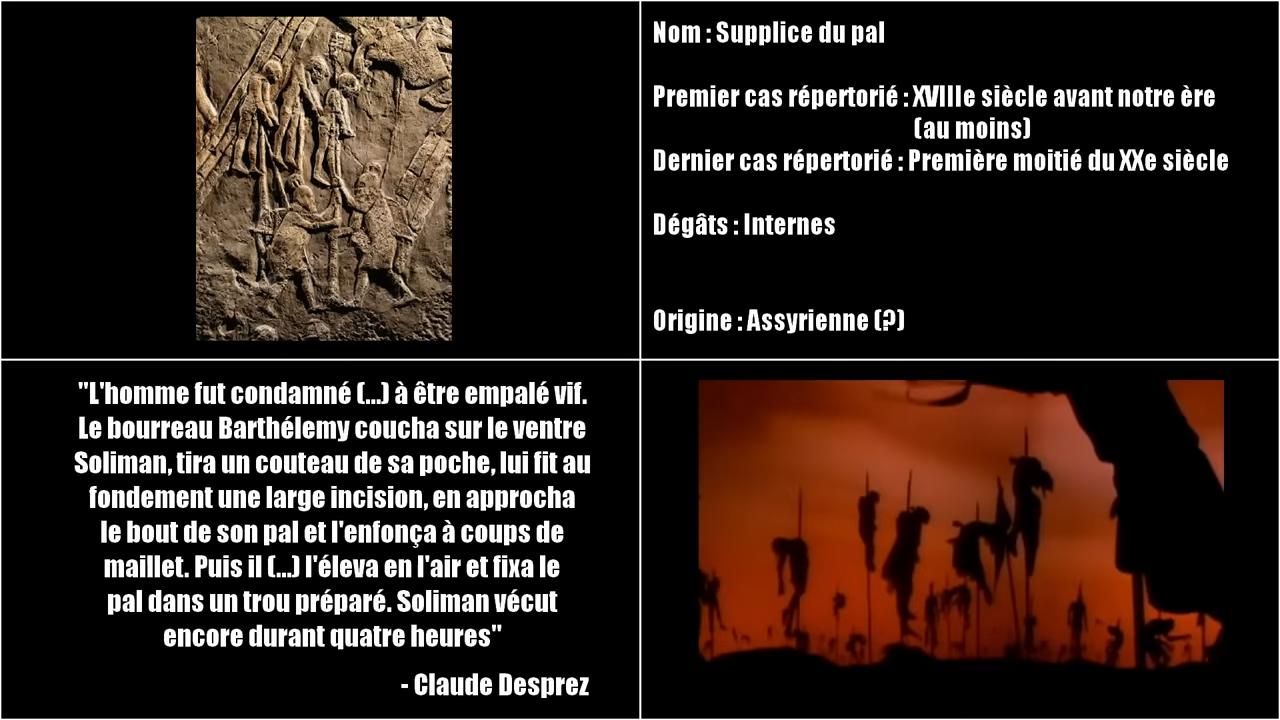 Nom : Supplice du pal
Premier cas répertorié : XVIIIe siècle avant notre ère
(au moins)
Dernier cas répertorié : Première moitié du XXe siècle
Dégâts : Internes
Origine : Assyrienne (?)
"L'homme fut condamné (...) à être empalé vif.
Le bourreau Barthélemy coucha sur le ventre
Soliman, tira un couteau de sa poche, lui fit au
fondement une large incision, en approcha
le bout de son pal et l'enfonça à coups de
maillet. Puis il (...) l'éleva en l'air et fixa le
pal dans un trou préparé. Soliman vécut
encore durant quatre heures"
- Claude Desprez